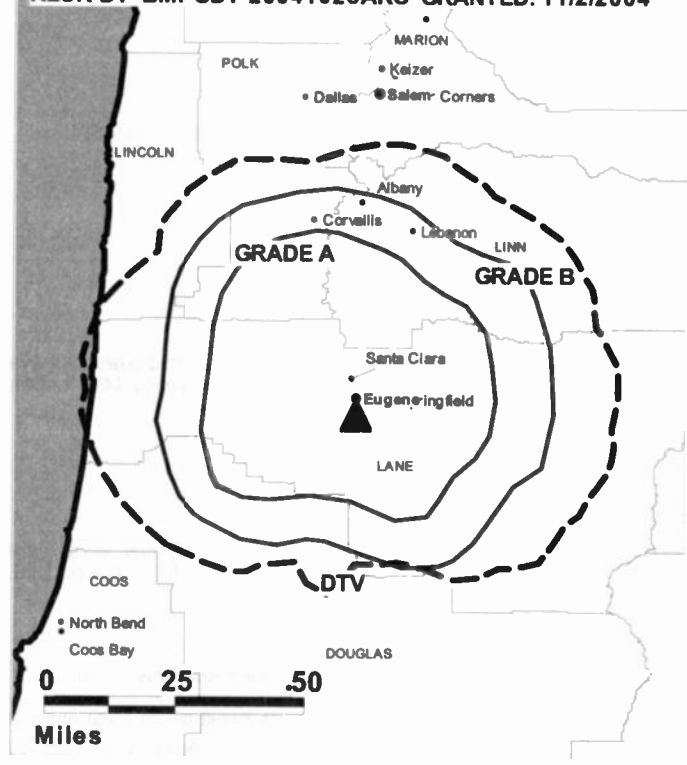 MARION
POLK
Keizer
Dallas
Salem Corners
LINCOLN
Albany
Corvallis
Lebanon
LINN
GRADE A
GRADE B
Santa Clara
Eugene-ingfield
LANE
DTV
COOS
North Bend
Coos Bay
DOUGLAS
0 25 .50
Miles